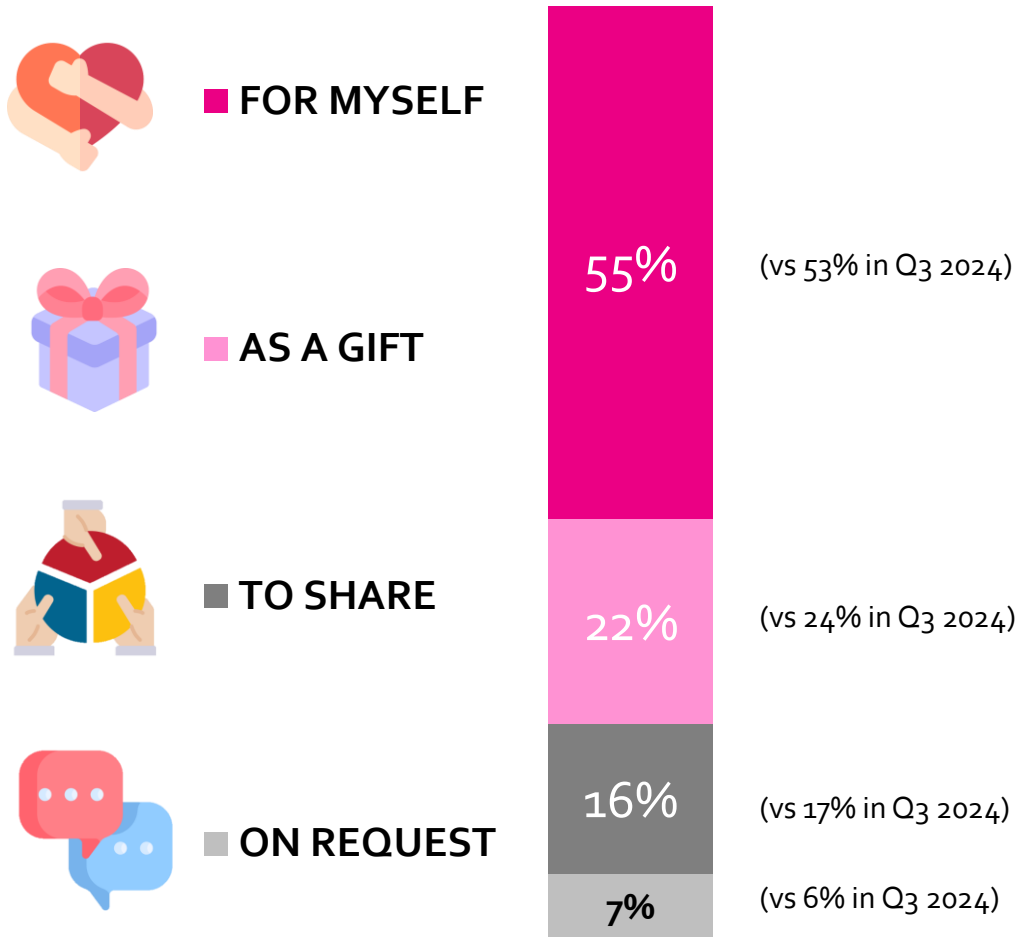 FOR MYSELF
55%
(vs 53% in Q3 2024)
AS A GIFT
22%
(vs 24% in Q3 2024)
TO SHARE
16%
(vs 17% in Q3 2024)
ON REQUEST
7%
(vs 6% in Q3 2024)